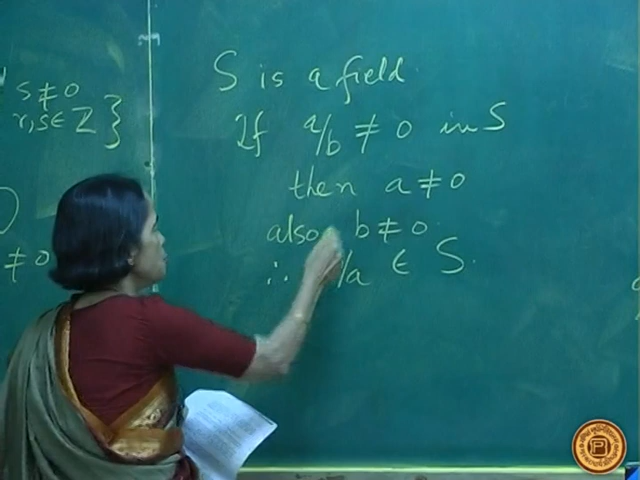 s ≠ 0
r, s ∈ Z }
≠ 0
S is a field.
If a/b ≠ 0 in S
then a ≠ 0
also b ≠ 0.
∴ /a ∈ S.